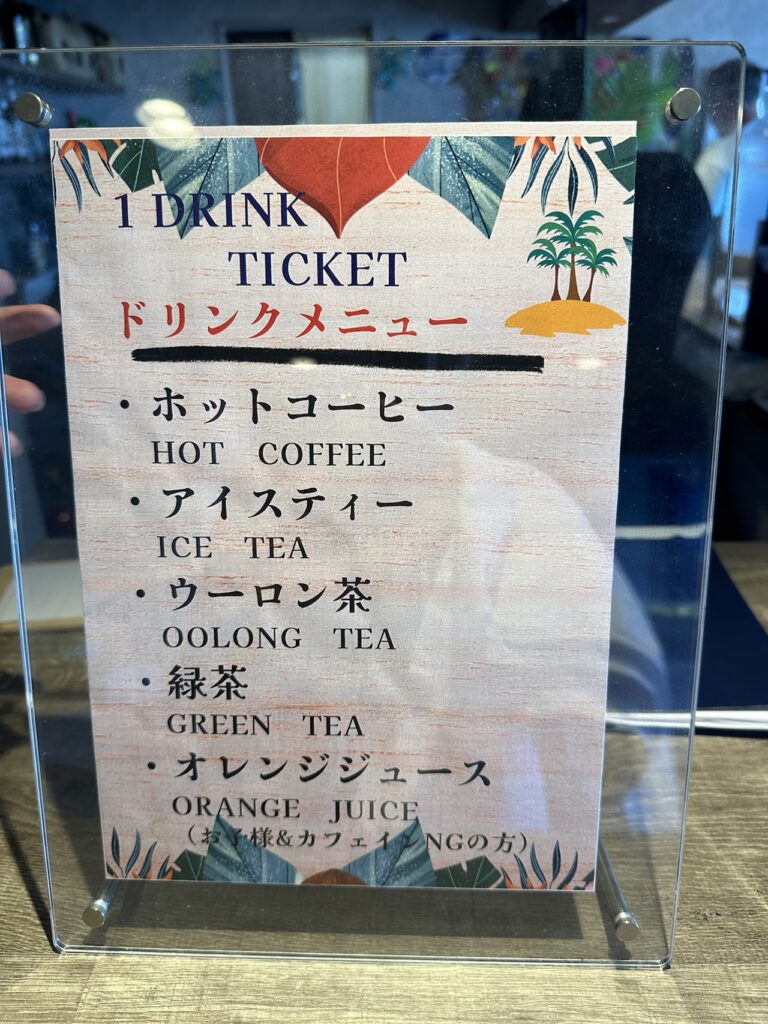 1 DRINK
TICKET
ドリンクメニュー
・ホットコーヒー
HOT COFFEE
・アイスティー
ICE TEA
・ウーロン茶
OOLONG TEA
・緑茶
GREEN TEA
・オレンジジュース
ORANGE JUICE
（お子様&カフェインNGの方）